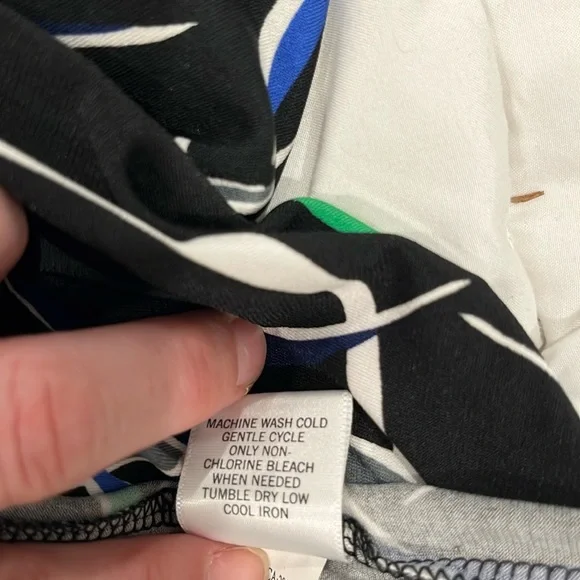 MACHINE WASH COLD
GENTLE CYCLE
ONLY NON-
CHLORINE BLEACH
WHEN NEEDED
TUMBLE DRY LOW
COOL IRON